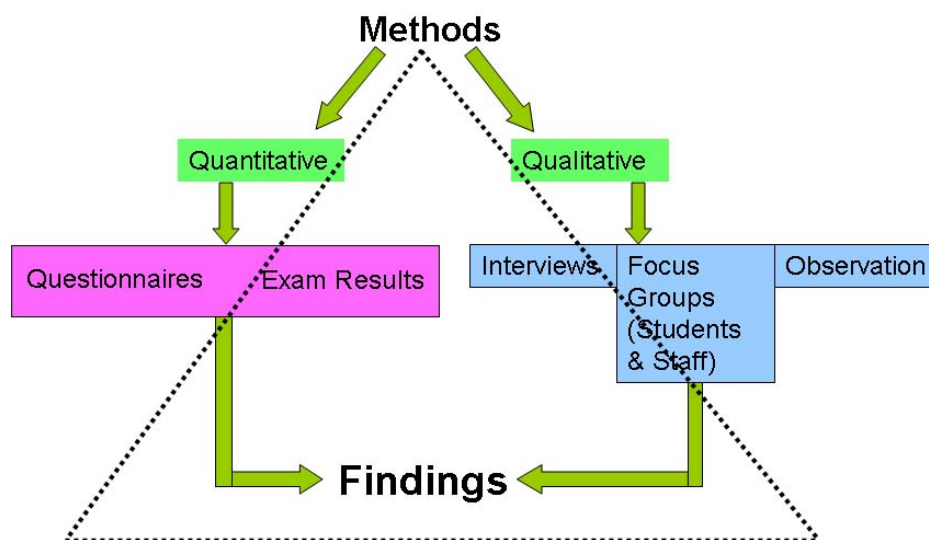 Methods
Quantitative
Qualitative
Questionnaires
Exam Results
Interviews
Focus
Groups
(Students
& Staff)
Observation
Findings